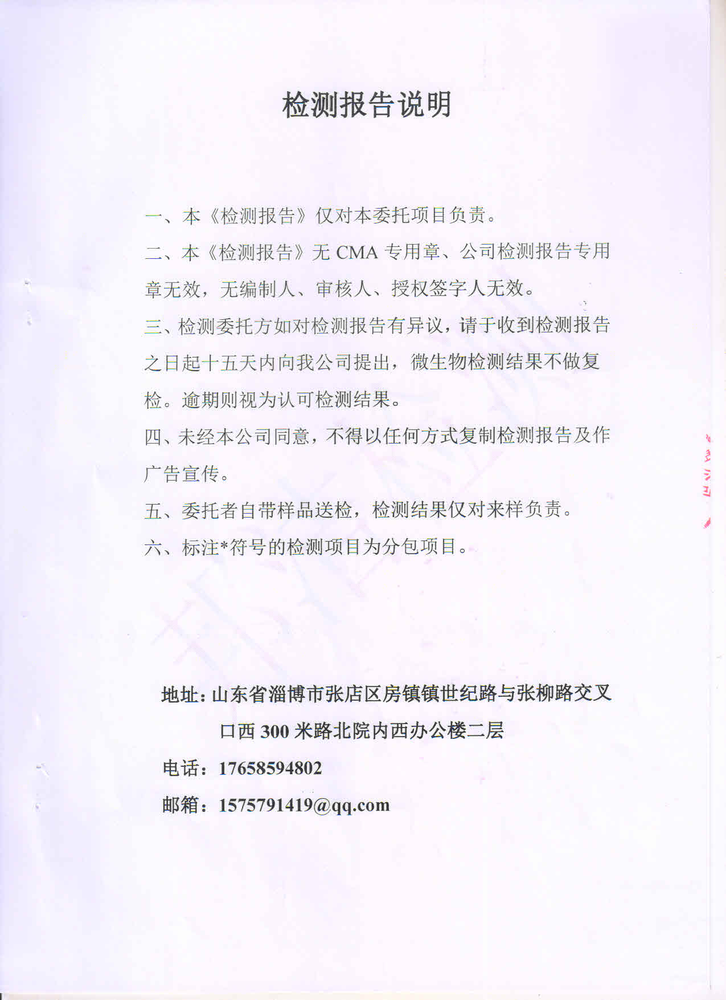 检测报告说明
一、本《检测报告》仅对本委托项目负责。
二、本《检测报告》无 CMA 专用章、公司检测报告专用
章无效，无编制人、审核人、授权签字人无效。
三、检测委托方如对检测报告有异议，请于收到检测报告
之日起十五天内向我公司提出，微生物检测结果不做复
检。逾期则视为认可检测结果。
四、未经本公司同意，不得以任何方式复制检测报告及作
广告宣传。
五、委托者自带样品送检，检测结果仅对来样负责。
六、标注*符号的检测项目为分包项目。
地址：山东省淄博市张店区房镇镇世纪路与张柳路交叉
口西 300 米路北院内西办公楼二层
电话：17658594802
邮箱：1575791419@qq.com